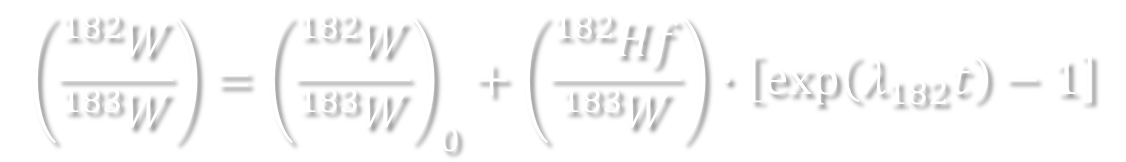 (¹⁸²W/¹⁸³W) = (¹⁸²W/¹⁸³W)₀ + (¹⁸²Hf/¹⁸³W) · [exp(λ₁₈₂t) − 1]